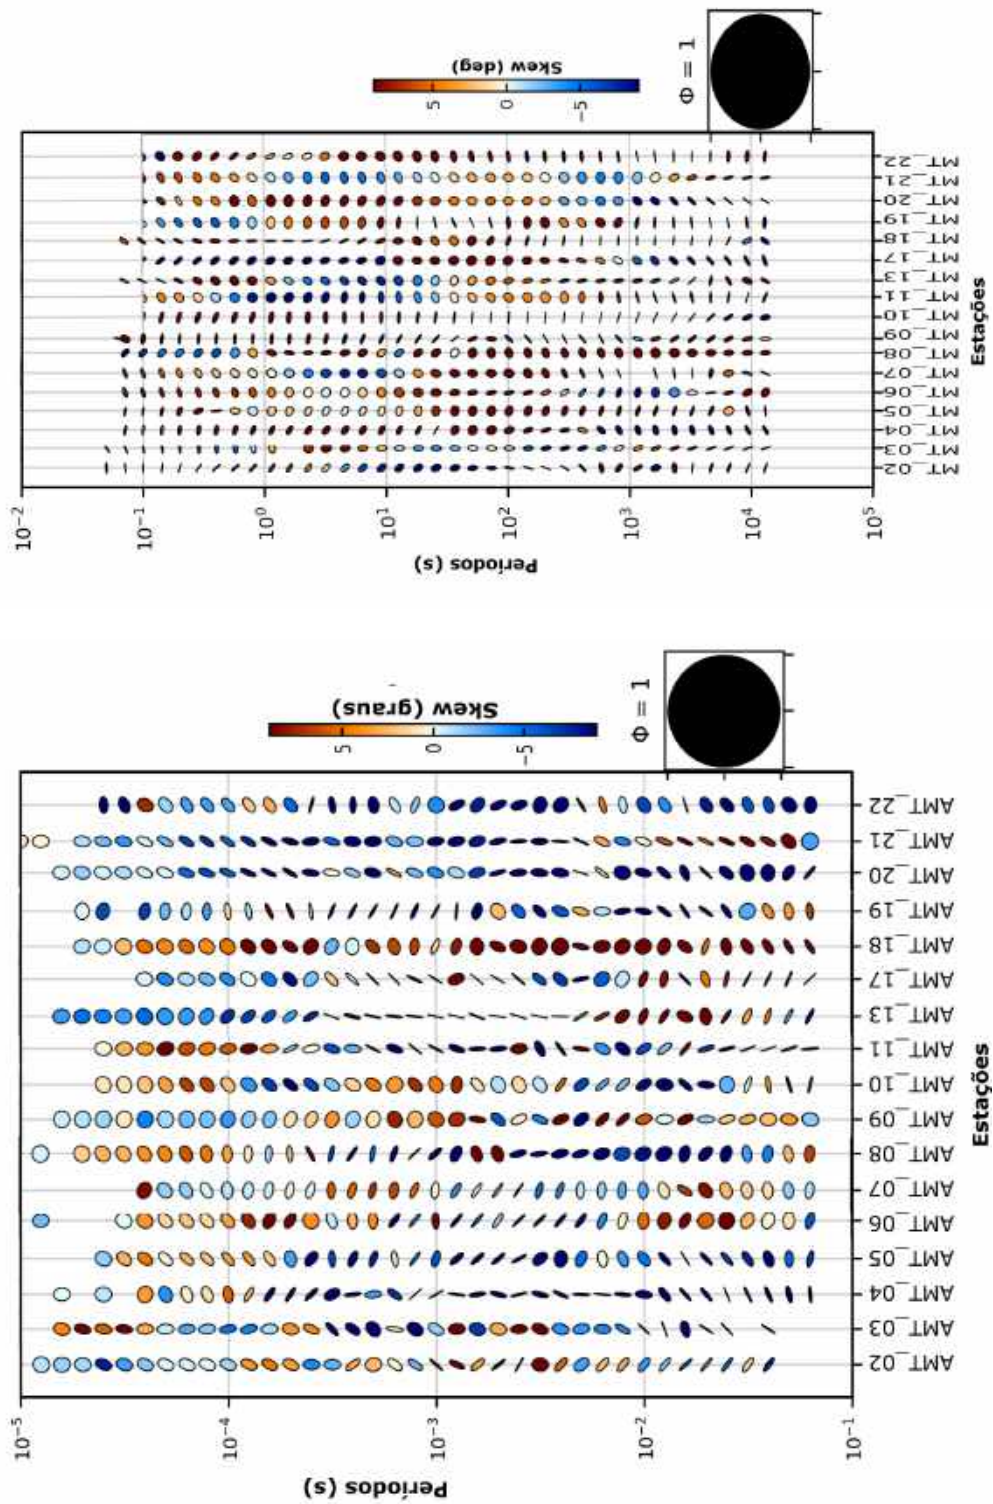 Φ = 1
Skew (deg)
5
0
−5
MT_02
MT_03
MT_04
MT_05
MT_06
MT_07
MT_08
MT_09
MT_10
MT_11
MT_13
MT_17
MT_18
MT_19
MT_20
MT_21
MT_22
Estações
10⁻²
10⁻¹
10⁰
10¹
10²
10³
10⁴
10⁵
Períodos (s)
Φ = 1
Skew (graus)
5
0
−5
AMT_02
AMT_03
AMT_04
AMT_05
AMT_06
AMT_07
AMT_08
AMT_09
AMT_10
AMT_11
AMT_13
AMT_17
AMT_18
AMT_19
AMT_20
AMT_21
AMT_22
Estações
10⁻⁵
10⁻⁴
10⁻³
10⁻²
10⁻¹
Períodos (s)